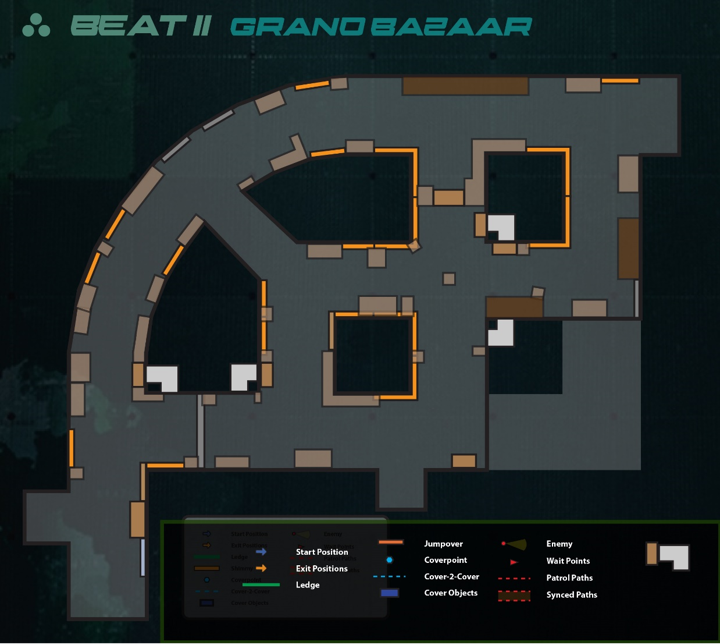 BEAT II GRAND BAZAAR
Start Position
Exit Positions
Ledge
Jumpover
Coverpoint
Cover-2-Cover
Cover Objects
Enemy
Wait Points
Patrol Paths
Synced Paths